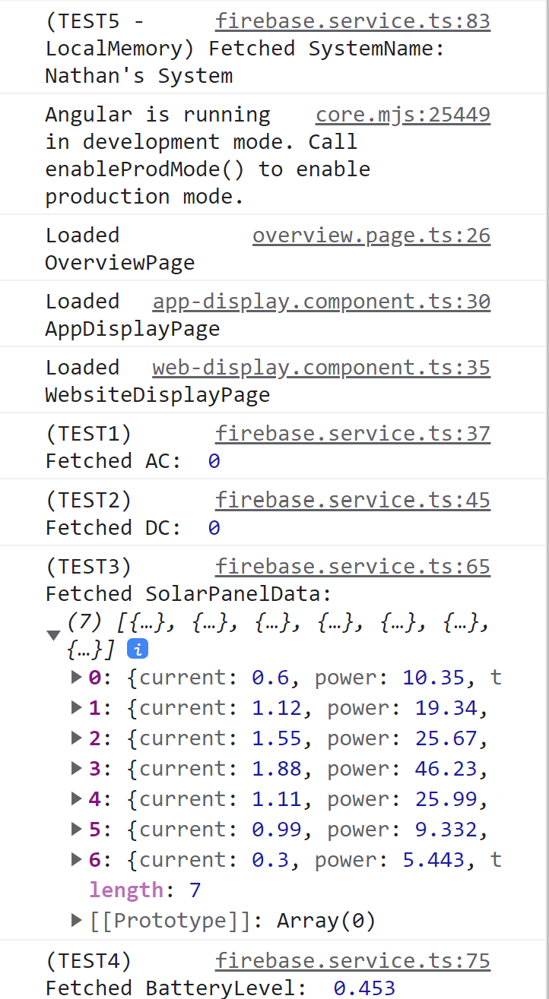 (TEST5 - firebase.service.ts:83
LocalMemory) Fetched SystemName:
Nathan's System
Angular is running core.mjs:25449
in development mode. Call
enableProdMode() to enable
production mode.
Loaded overview.page.ts:26
OverviewPage
Loaded app-display.component.ts:30
AppDisplayPage
Loaded web-display.component.ts:35
WebsiteDisplayPage
(TEST1) firebase.service.ts:37
Fetched AC: 0
(TEST2) firebase.service.ts:45
Fetched DC: 0
(TEST3) firebase.service.ts:65
Fetched SolarPanelData:
(7) [{…}, {…}, {…}, {…}, {…}, {…},
{…}] i
0: {current: 0.6, power: 10.35, t
1: {current: 1.12, power: 19.34,
2: {current: 1.55, power: 25.67,
3: {current: 1.88, power: 46.23,
4: {current: 1.11, power: 25.99,
5: {current: 0.99, power: 9.332,
6: {current: 0.3, power: 5.443, t
length: 7
[[Prototype]]: Array(0)
(TEST4) firebase.service.ts:75
Fetched BatteryLevel: 0.453